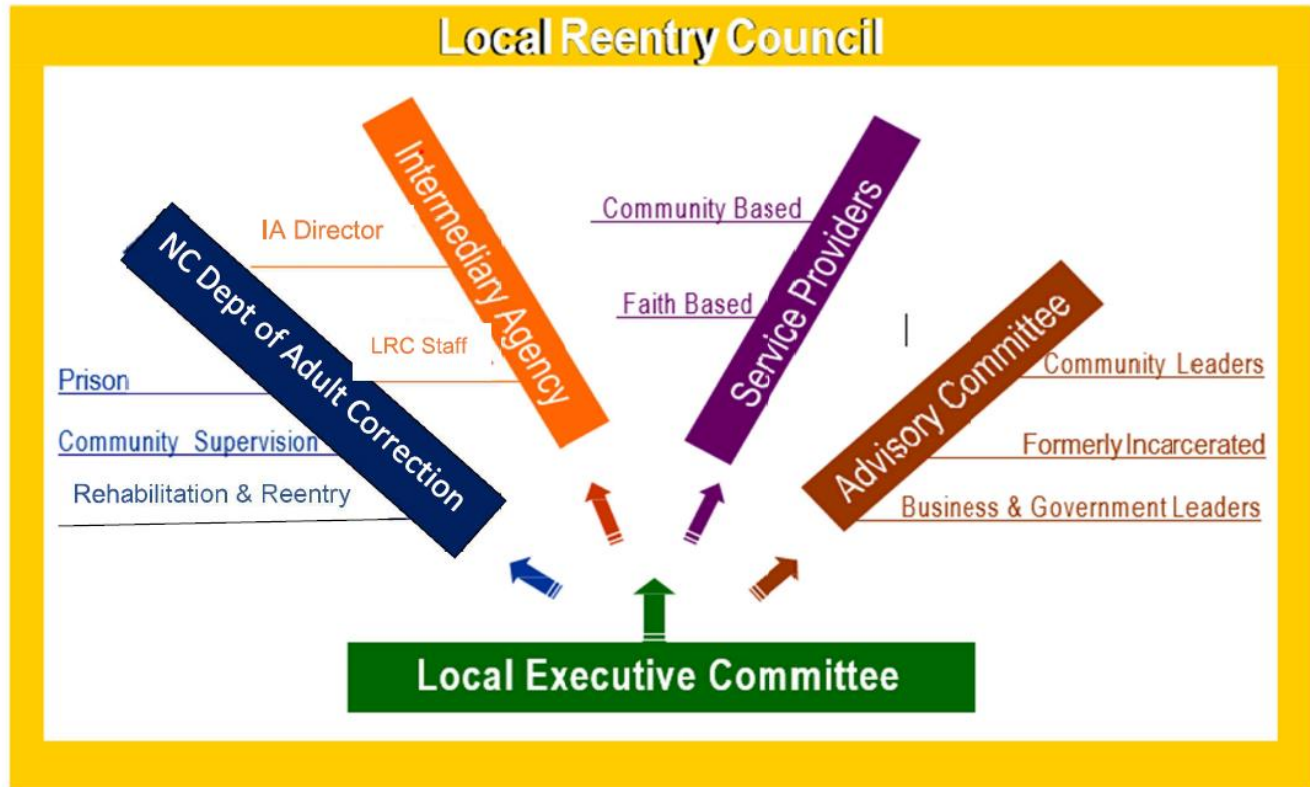 Local Reentry Council
NC Dept of Adult Correction
Prison
Community Supervision
Rehabilitation & Reentry
Intermediary Agency
IA Director
LRC Staff
Service Providers
Community Based
Faith Based
Advisory Committee
Community Leaders
Formerly Incarcerated
Business & Government Leaders
Local Executive Committee